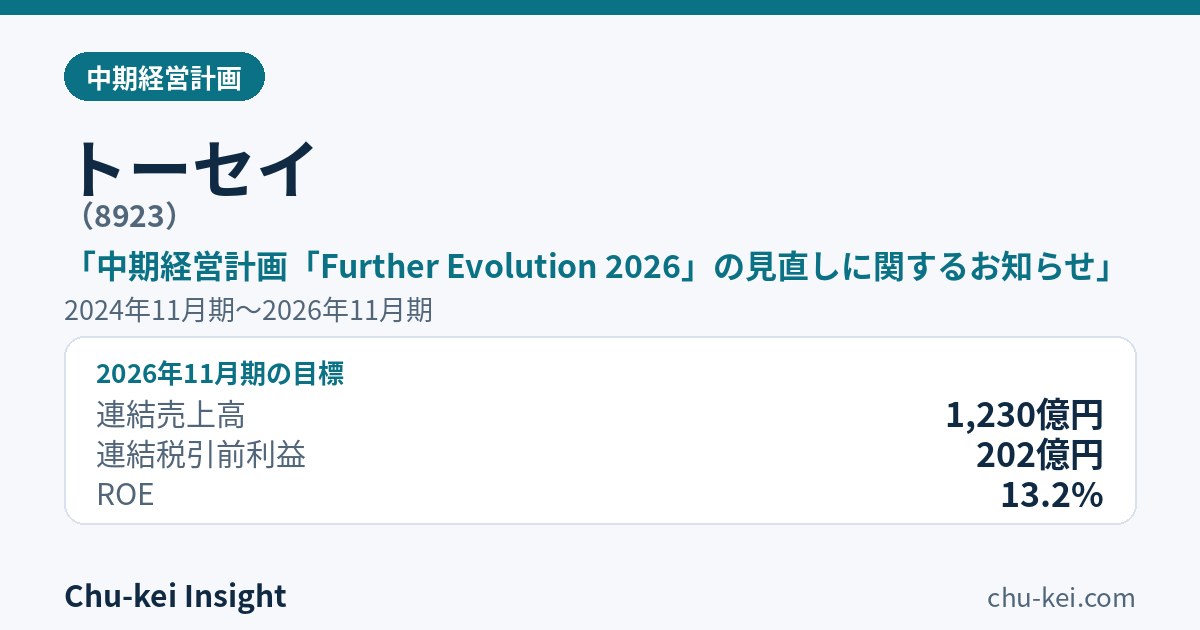 中期経営計画
トーセイ
（8923）
「中期経営計画「Further Evolution 2026」の見直しに関するお知らせ」
2024年11月期～2026年11月期
2026年11月期の目標
連結売上高 1,230億円
連結税引前利益 202億円
ROE 13.2%
Chu-kei Insight chu-kei.com